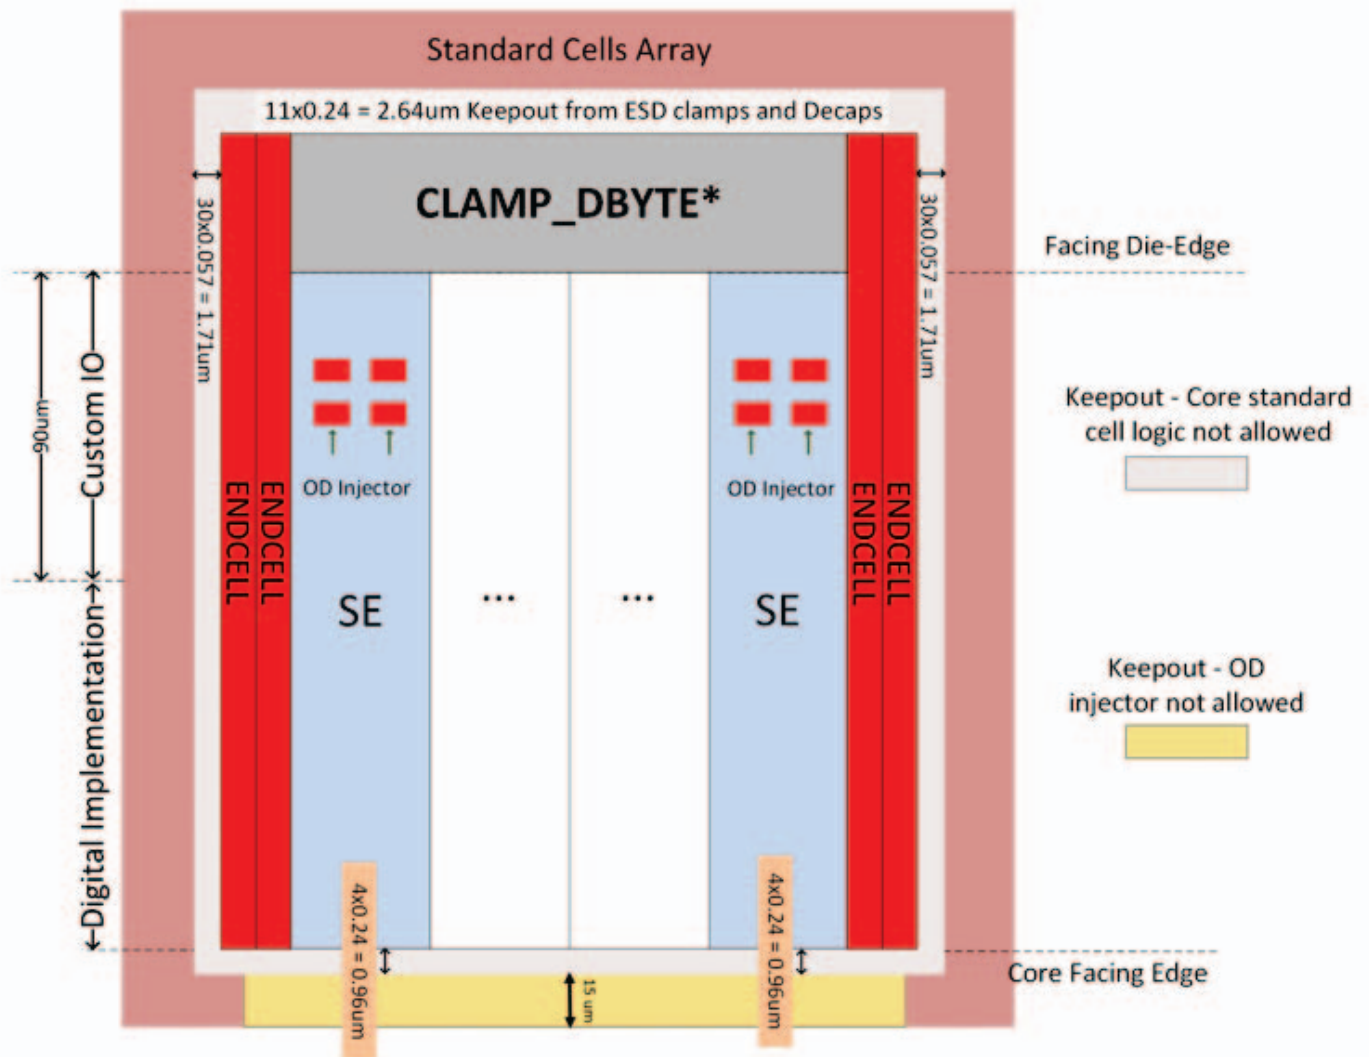 Standard Cells Array
11x0.24 = 2.64um Keepout from ESD clamps and Decaps
CLAMP_DBYTE*
30x0.057 = 1.71um
30x0.057 = 1.71um
Facing Die-Edge
90um
Custom IO
Digital Implementation
ENDCELL
ENDCELL
OD Injector
SE
...
...
OD Injector
SE
ENDCELL
ENDCELL
Keepout - Core standard
cell logic not allowed
Keepout - OD
injector not allowed
4x0.24 = 0.96um
15 um
4x0.24 = 0.96um
Core Facing Edge